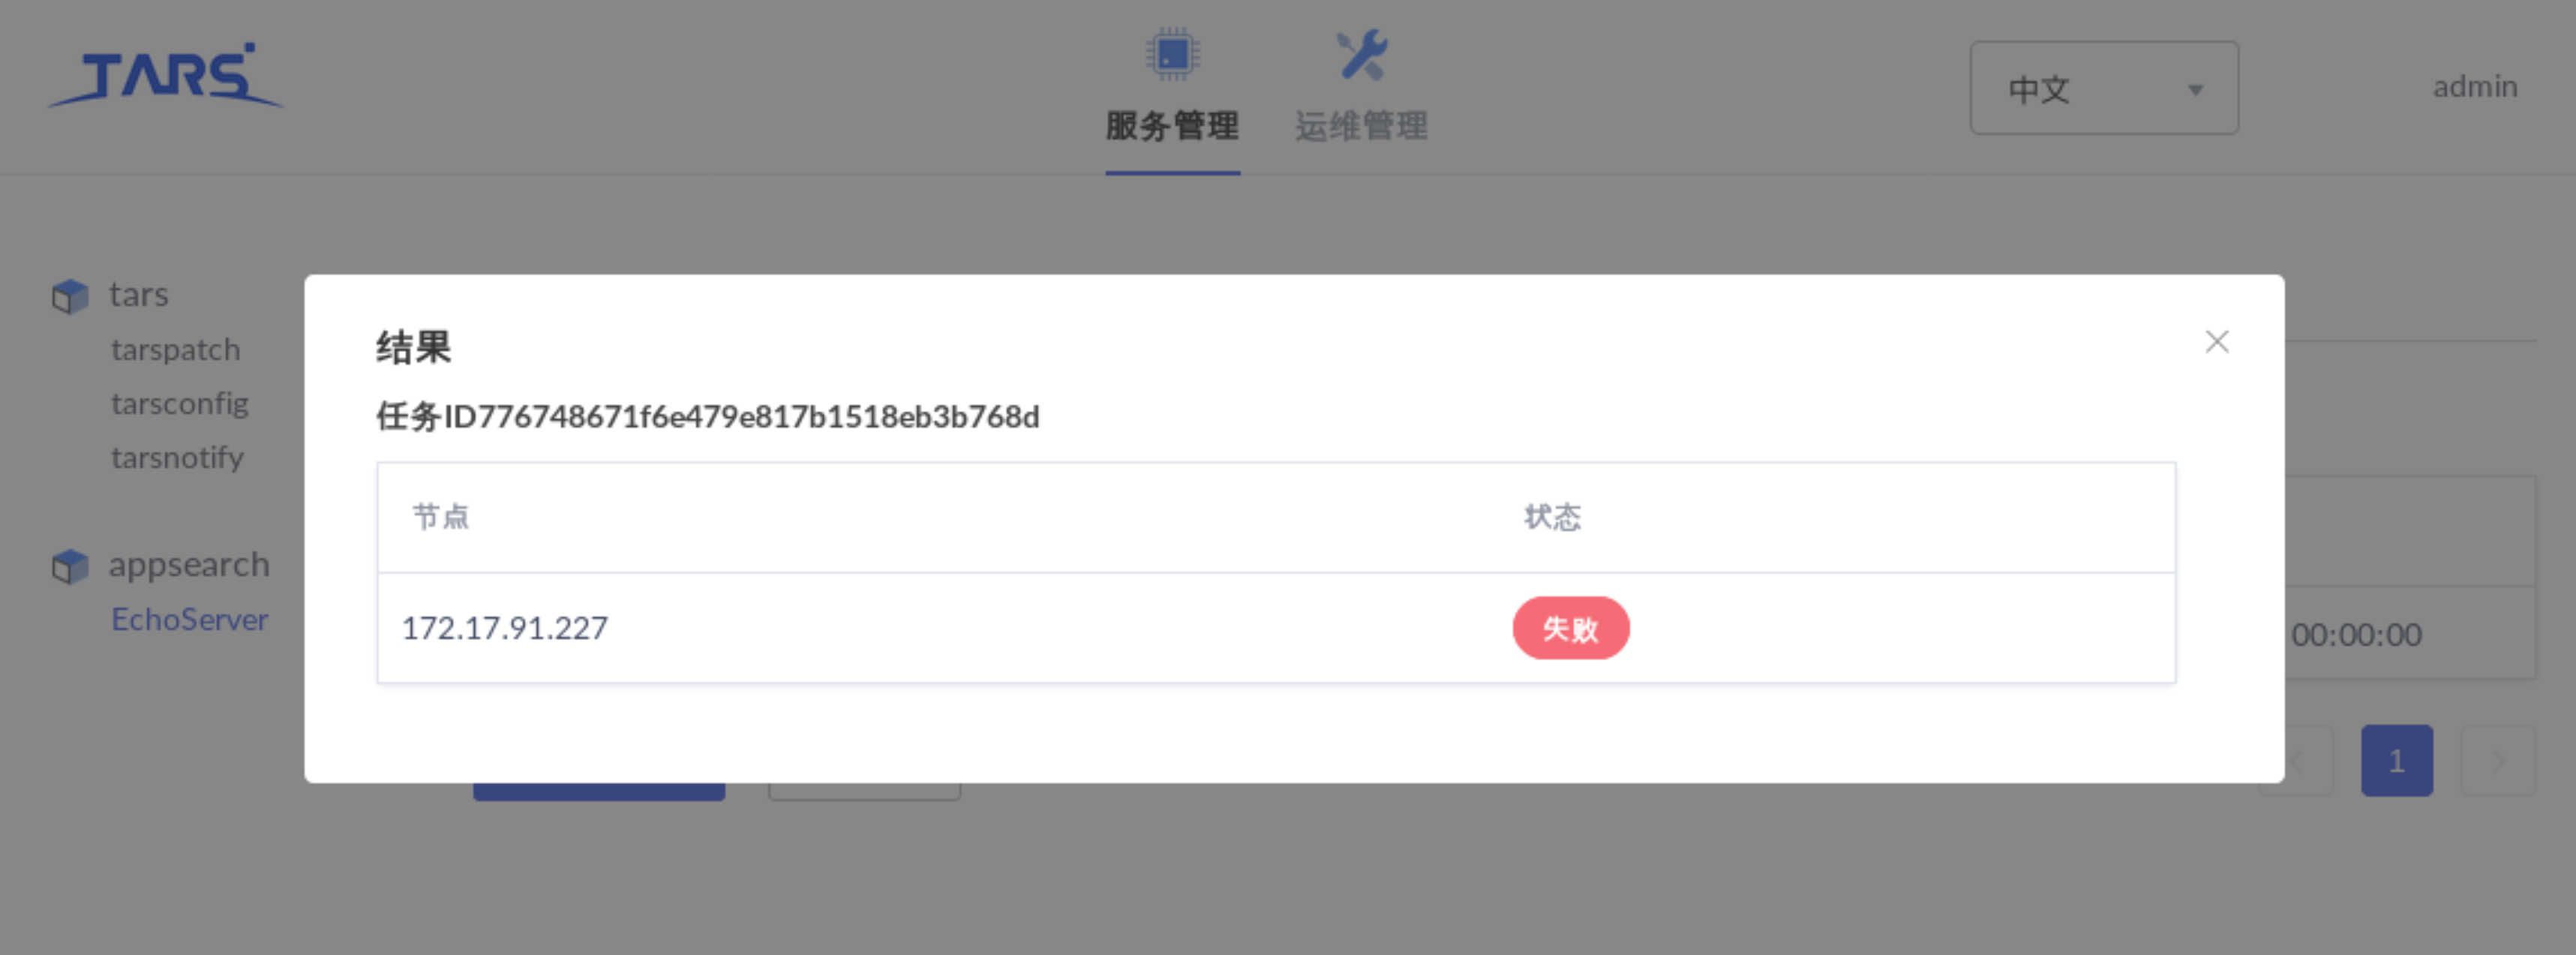 TARS
服务管理
运维管理
中文
admin
tars
tarspatch
tarsconfig
tarsnotify
appsearch
EchoServer
结果
任务ID776748671f6e479e817b1518eb3b768d
节点 状态
172.17.91.227 失败
00:00:00
1